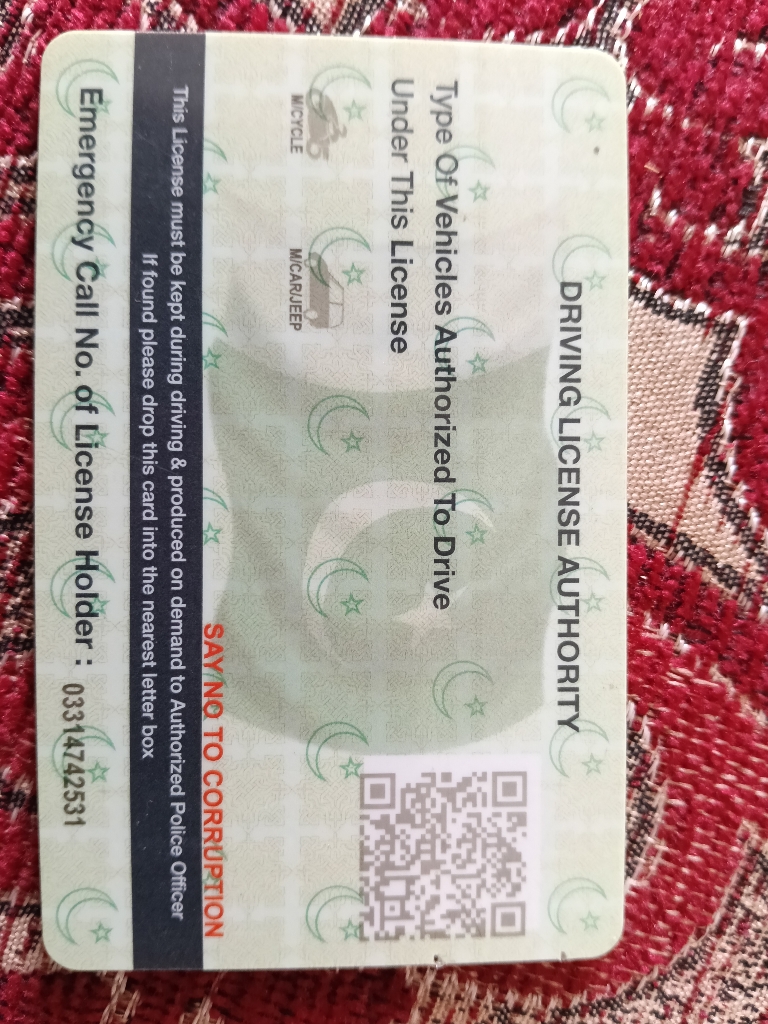 DRIVING LICENSE AUTHORITY
Type Of Vehicles Authorized To Drive
Under This License
M/CYCLE
M/CAR/JEEP
SAY NO TO CORRUPTION
This License must be kept during driving & produced on demand to Authorized Police Officer
If found please drop this card into the nearest letter box
Emergency Call No. of License Holder : 03314742531